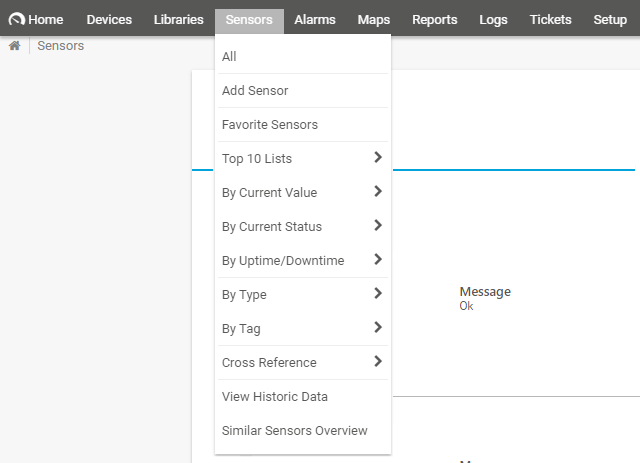 Home Devices Libraries Sensors Alarms Maps Reports Logs Tickets Setup
Sensors
All
Add Sensor
Favorite Sensors
Top 10 Lists
By Current Value
By Current Status
By Uptime/Downtime
By Type
Message
Ok
By Tag
Cross Reference
View Historic Data
Similar Sensors Overview